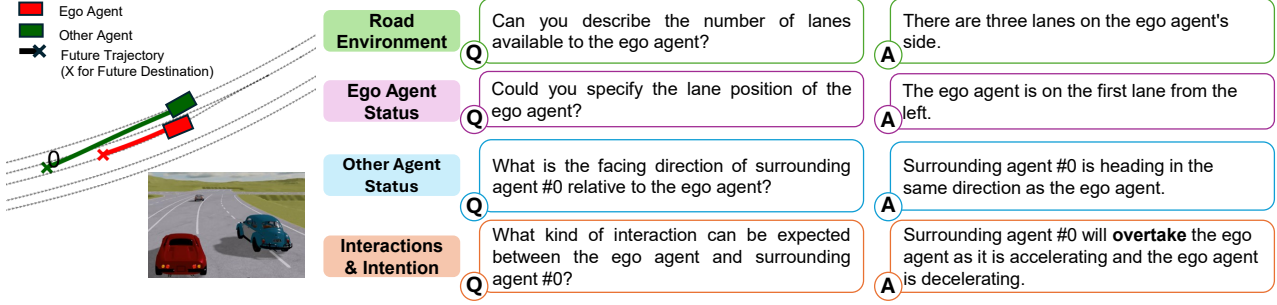 Ego Agent
Other Agent
Future Trajectory
(X for Future Destination)
0
Road
Environment
Q
Can you describe the number of lanes
available to the ego agent?
A
There are three lanes on the ego agent's
side.
Ego Agent
Status
Q
Could you specify the lane position of the
ego agent?
A
The ego agent is on the first lane from the
left.
Other Agent
Status
Q
What is the facing direction of surrounding
agent #0 relative to the ego agent?
A
Surrounding agent #0 is heading in the
same direction as the ego agent.
Interactions
& Intention
Q
What kind of interaction can be expected
between the ego agent and surrounding
agent #0?
A
Surrounding agent #0 will overtake the ego
agent as it is accelerating and the ego agent
is decelerating.